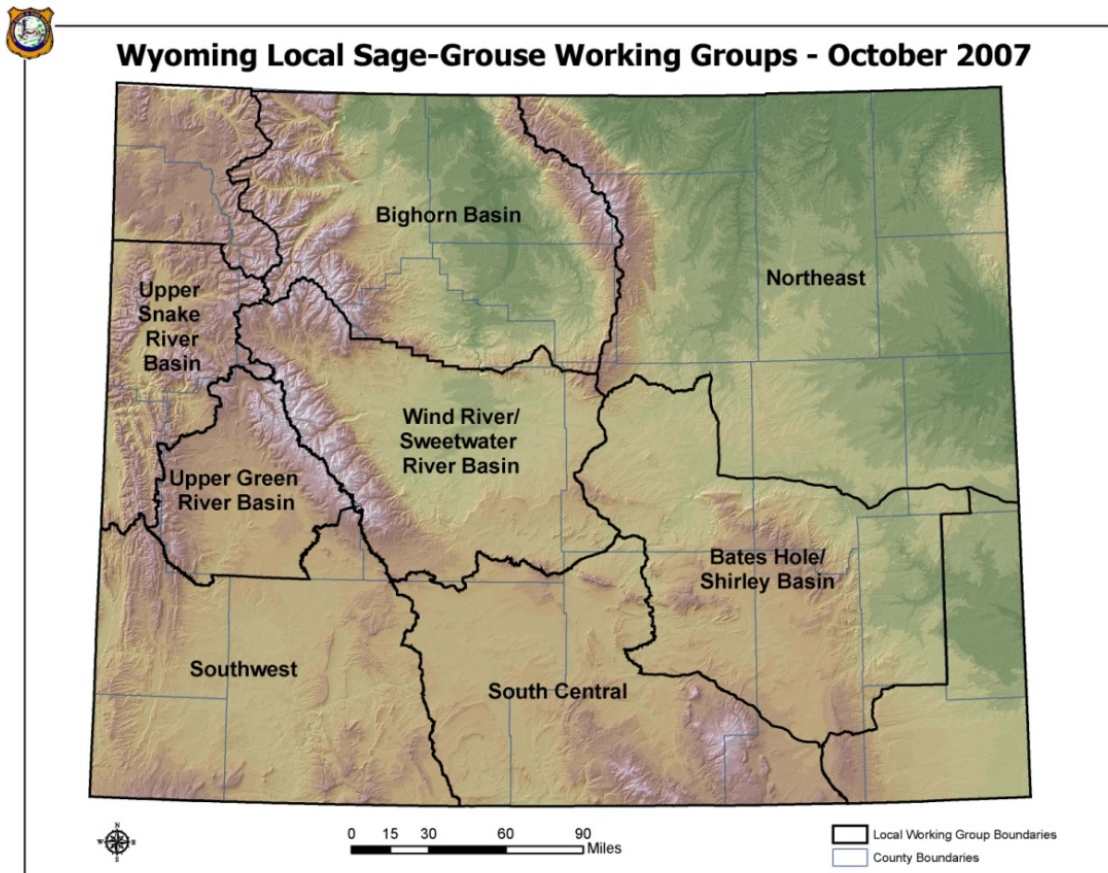 Wyoming Local Sage-Grouse Working Groups - October 2007
Bighorn Basin
Northeast
Upper
Snake
River
Basin
Wind River/
Sweetwater
River Basin
Upper Green
River Basin
Bates Hole/
Shirley Basin
Southwest
South Central
N
W E
S
0 15 30 60 90
Miles
Local Working Group Boundaries
County Boundaries